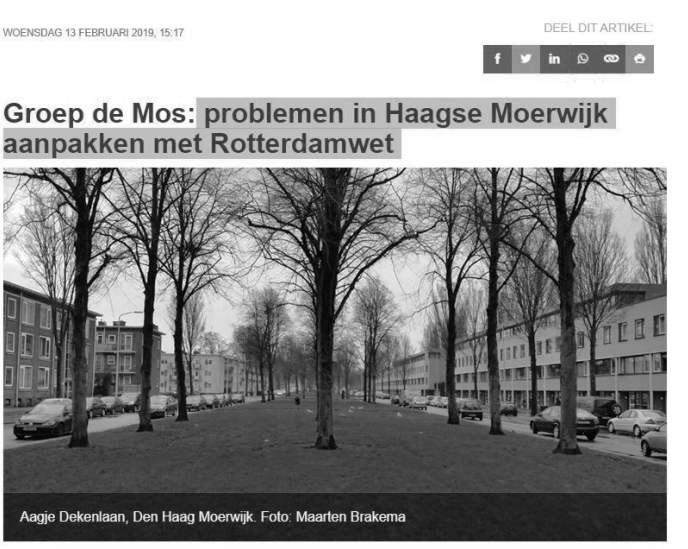 WOENSDAG 13 FEBRUARI 2019, 15:17
DEEL DIT ARTIKEL:
Groep de Mos: problemen in Haagse Moerwijk
aanpakken met Rotterdamwet
Aagje Dekenlaan, Den Haag Moerwijk. Foto: Maarten Brakema